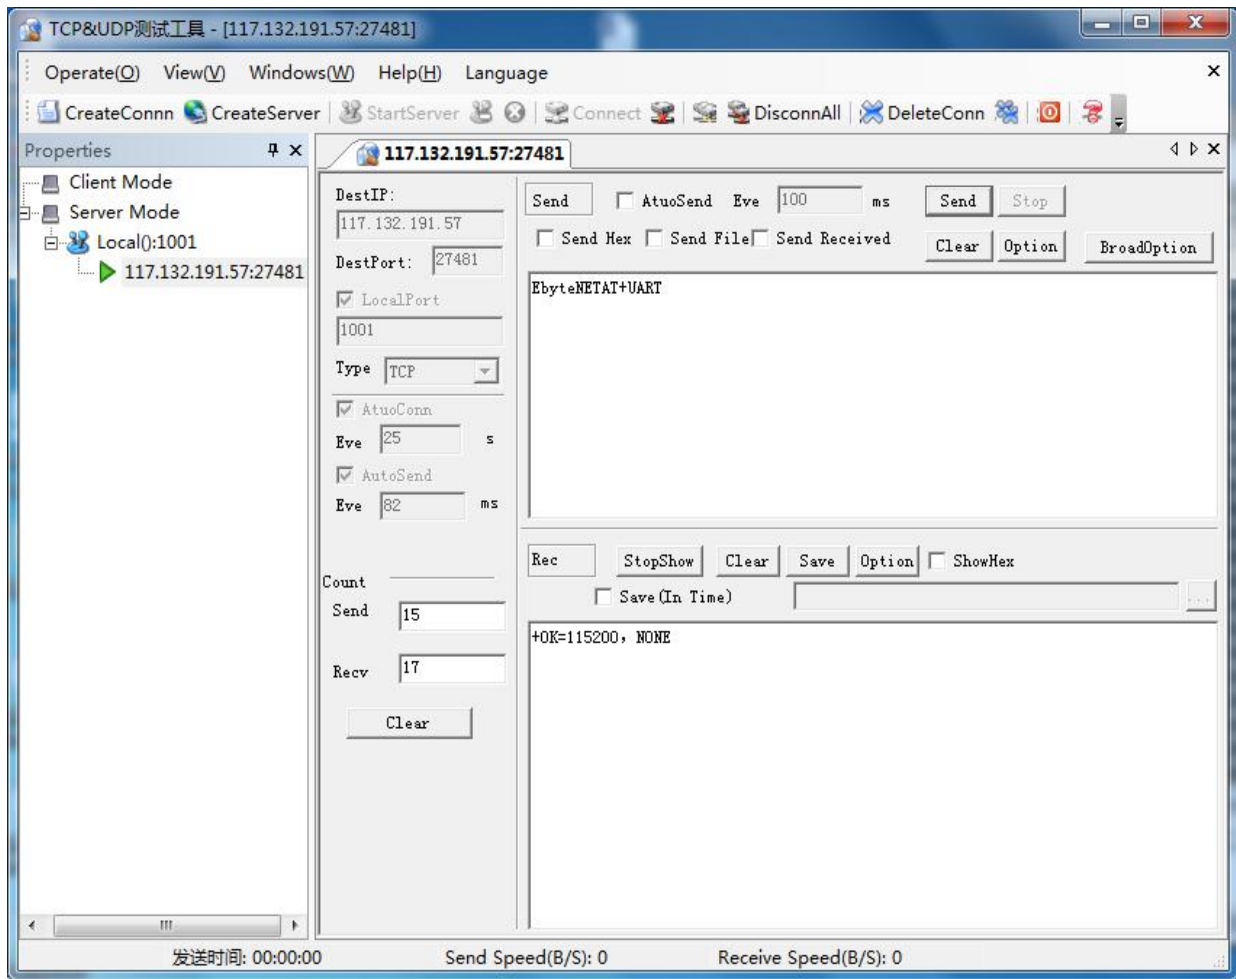 TCP&UDP测试工具 - [117.132.191.57:27481]
Operate(O) View(V) Windows(W) Help(H) Language
CreateConnn CreateServer StartServer Connect DisconnAll DeleteConn
Properties
117.132.191.57:27481
Client Mode
Server Mode
Local():1001
117.132.191.57:27481
DestIP:
117.132.191.57
DestPort: 27481
LocalPort
1001
Type TCP
AtuoConn
Eve 25 s
AutoSend
Eve 82 ms
Count
Send 15
Recv 17
Clear
Send AtuoSend Eve 100 ms Send Stop
Send Hex Send File Send Received Clear Option BroadOption
EbyteNETAT+UART
Rec StopShow Clear Save Option ShowHex
Save(In Time) ...
+OK=115200，NONE
发送时间: 00:00:00 Send Speed(B/S): 0 Receive Speed(B/S): 0